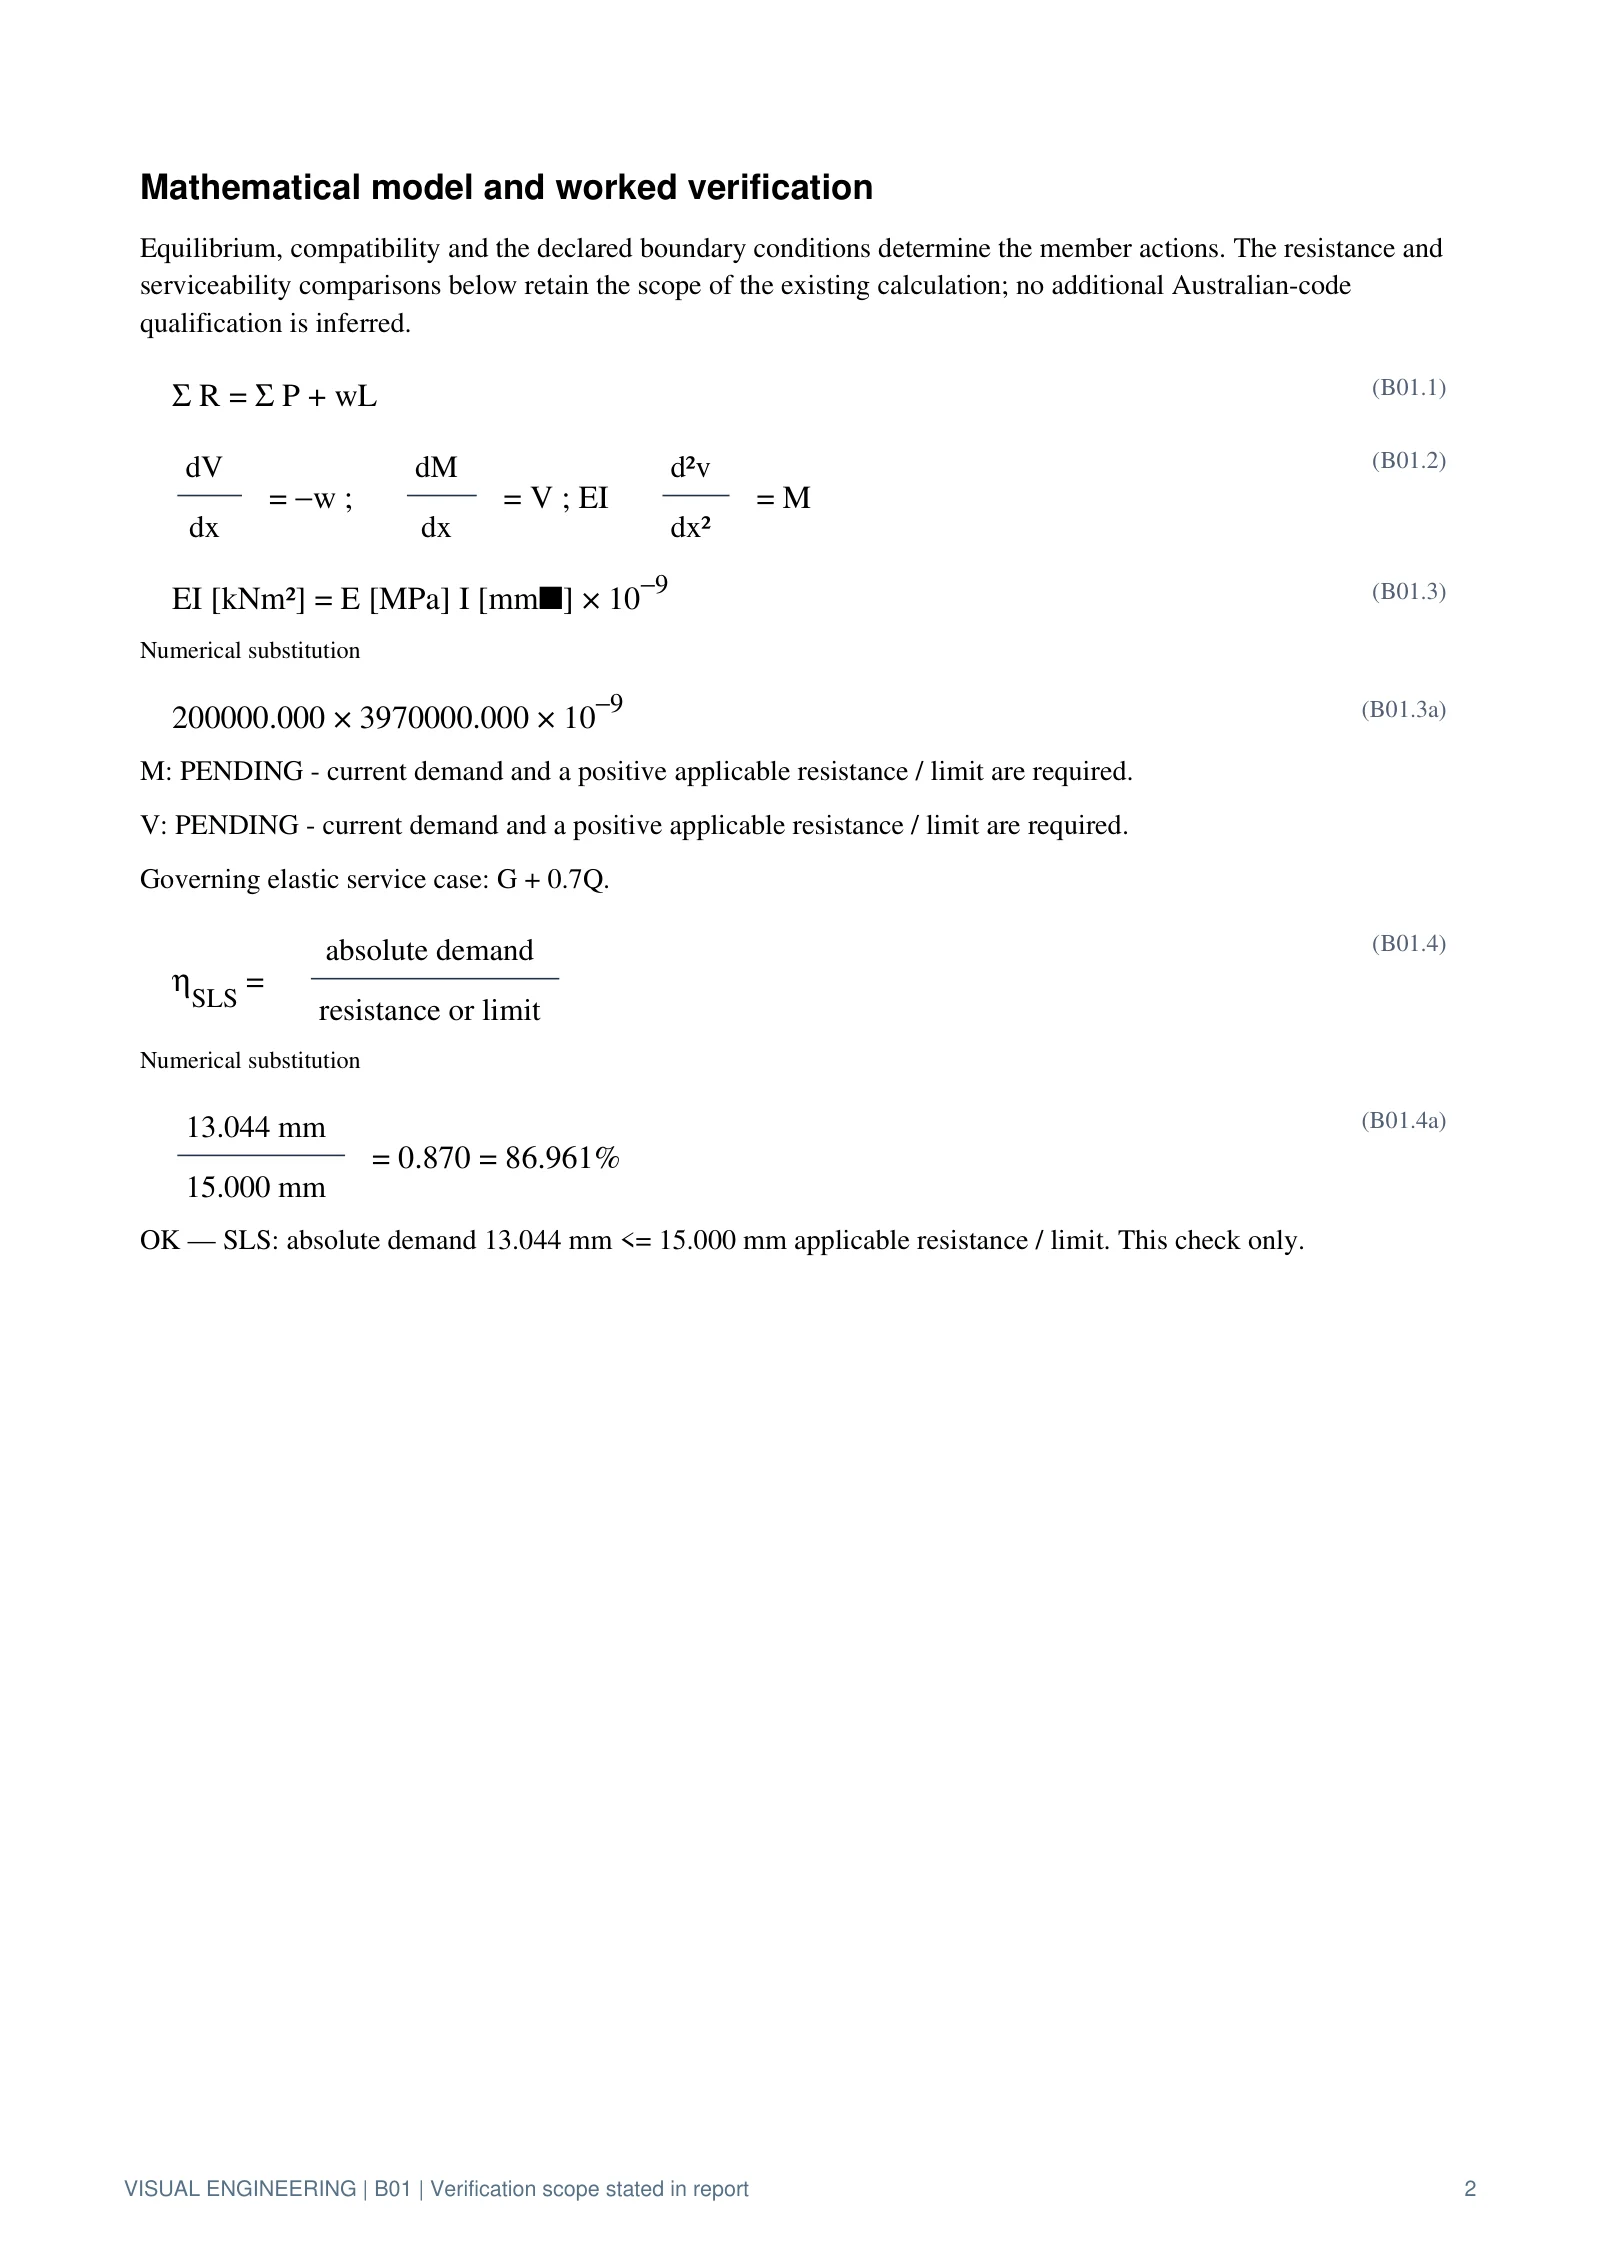 Mathematical model and worked verification
Equilibrium, compatibility and the declared boundary conditions determine the member actions. The resistance and
serviceability comparisons below retain the scope of the existing calculation; no additional Australian-code
qualification is inferred.
Σ R = Σ P + wL (B01.1)
dV/dx = −w ; dM/dx = V ; EI d²v/dx² = M (B01.2)
EI [kNm²] = E [MPa] I [mm■] × 10⁻⁹ (B01.3)
Numerical substitution
200000.000 × 3970000.000 × 10⁻⁹ (B01.3a)
M: PENDING - current demand and a positive applicable resistance / limit are required.
V: PENDING - current demand and a positive applicable resistance / limit are required.
Governing elastic service case: G + 0.7Q.
η_SLS = absolute demand / resistance or limit (B01.4)
Numerical substitution
13.044 mm / 15.000 mm = 0.870 = 86.961% (B01.4a)
OK — SLS: absolute demand 13.044 mm <= 15.000 mm applicable resistance / limit. This check only.
VISUAL ENGINEERING | B01 | Verification scope stated in report 2